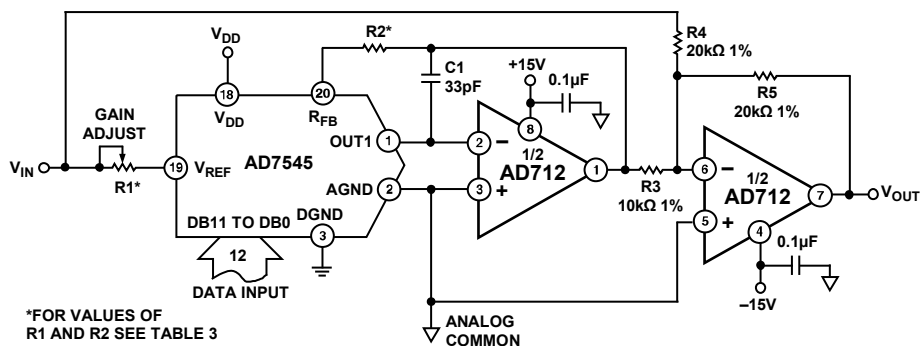 R4
20kΩ 1%
R2*
VDD
C1
33pF
+15V
0.1µF
R5
20kΩ 1%
18
VDD
20
RFB
8
GAIN
ADJUST
OUT1
1
2
–
1/2
AD712
1
VIN
R1*
19
VREF
AD7545
R3
10kΩ 1%
6
–
1/2
AD712
7
VOUT
AGND
2
3
+
5
+
4
DB11 TO DB0
DGND
3
0.1µF
12
DATA INPUT
–15V
*FOR VALUES OF
R1 AND R2 SEE TABLE 3
ANALOG
COMMON